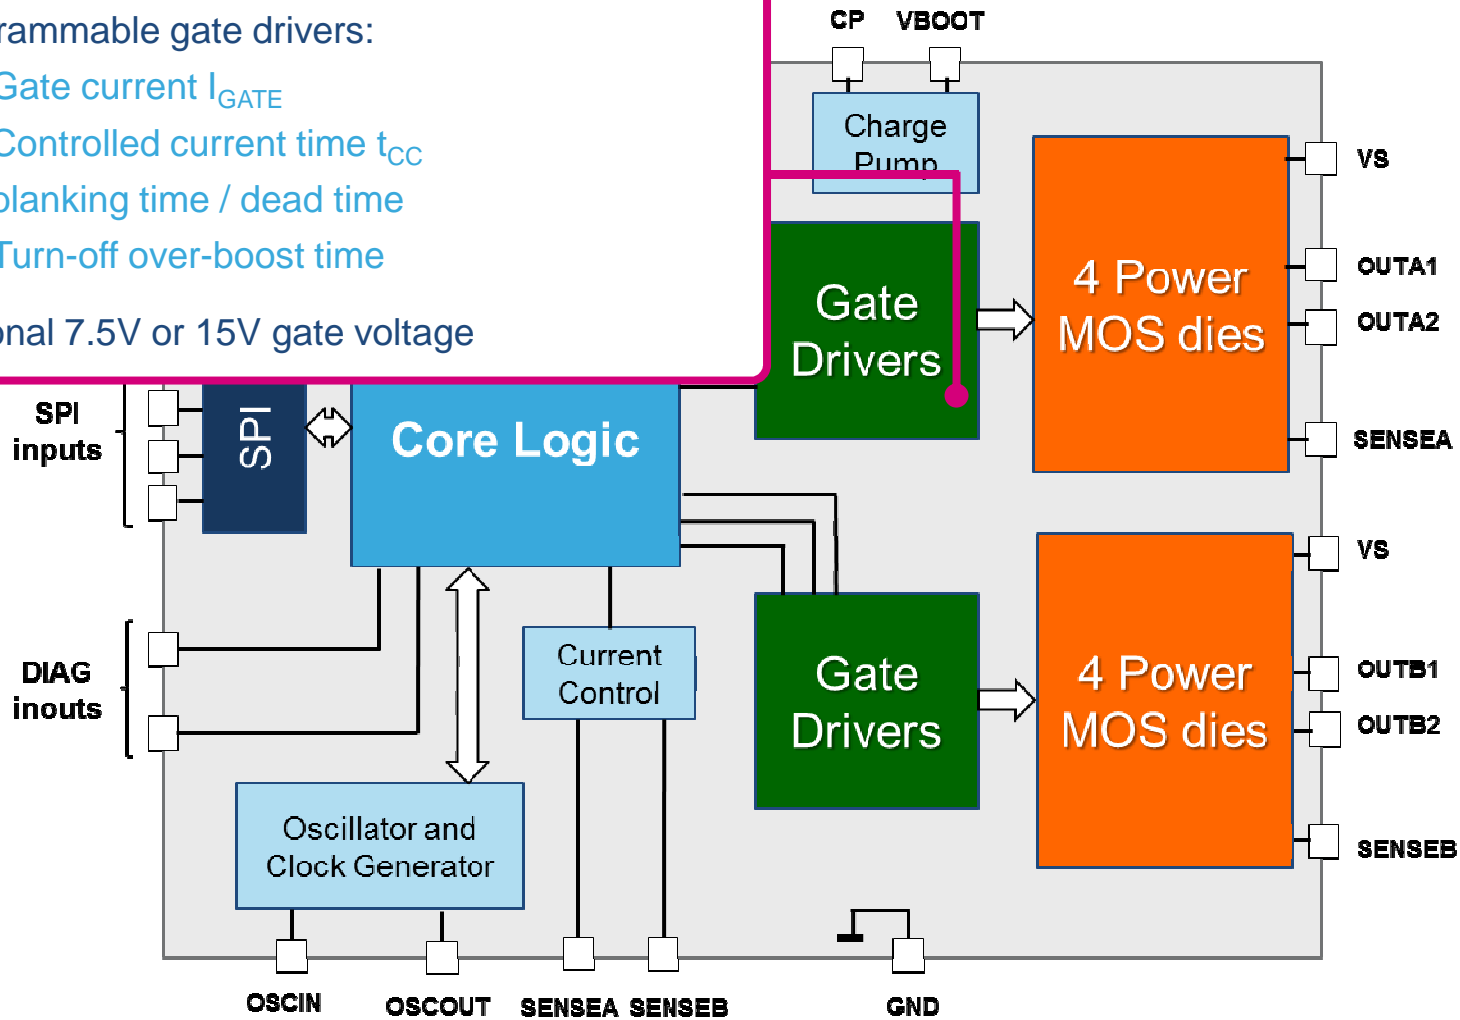 CP VBOOT
rammable gate drivers:
Gate current IGATE
Controlled current time tCC
blanking time / dead time
Turn-off over-boost time
onal 7.5V or 15V gate voltage
Charge
Pump
VS
OUTA1
OUTA2
SENSEA
Gate
Drivers
4 Power
MOS dies
SPI
inputs
SPI
Core Logic
VS
OUTB1
OUTB2
SENSEB
Gate
Drivers
4 Power
MOS dies
Current
Control
DIAG
inouts
Oscillator and
Clock Generator
OSCIN OSCOUT SENSEA SENSEB GND